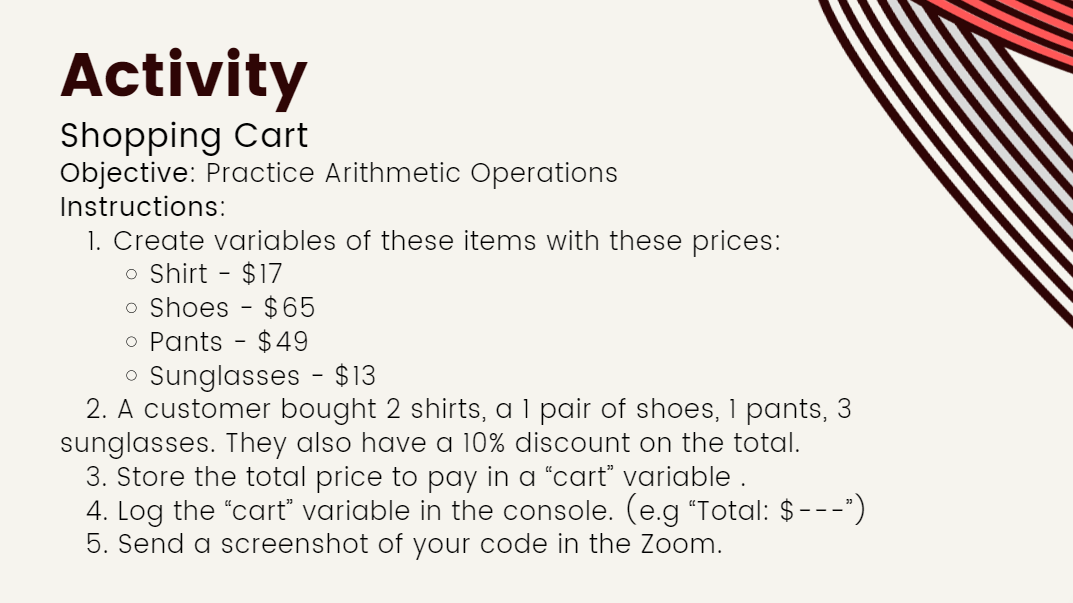 Activity
Shopping Cart
Objective: Practice Arithmetic Operations
Instructions:
1. Create variables of these items with these prices:
○ Shirt - $17
○ Shoes - $65
○ Pants - $49
○ Sunglasses - $13
2. A customer bought 2 shirts, a 1 pair of shoes, 1 pants, 3
sunglasses. They also have a 10% discount on the total.
3. Store the total price to pay in a “cart” variable .
4. Log the “cart” variable in the console. (e.g “Total: $---”)
5. Send a screenshot of your code in the Zoom.